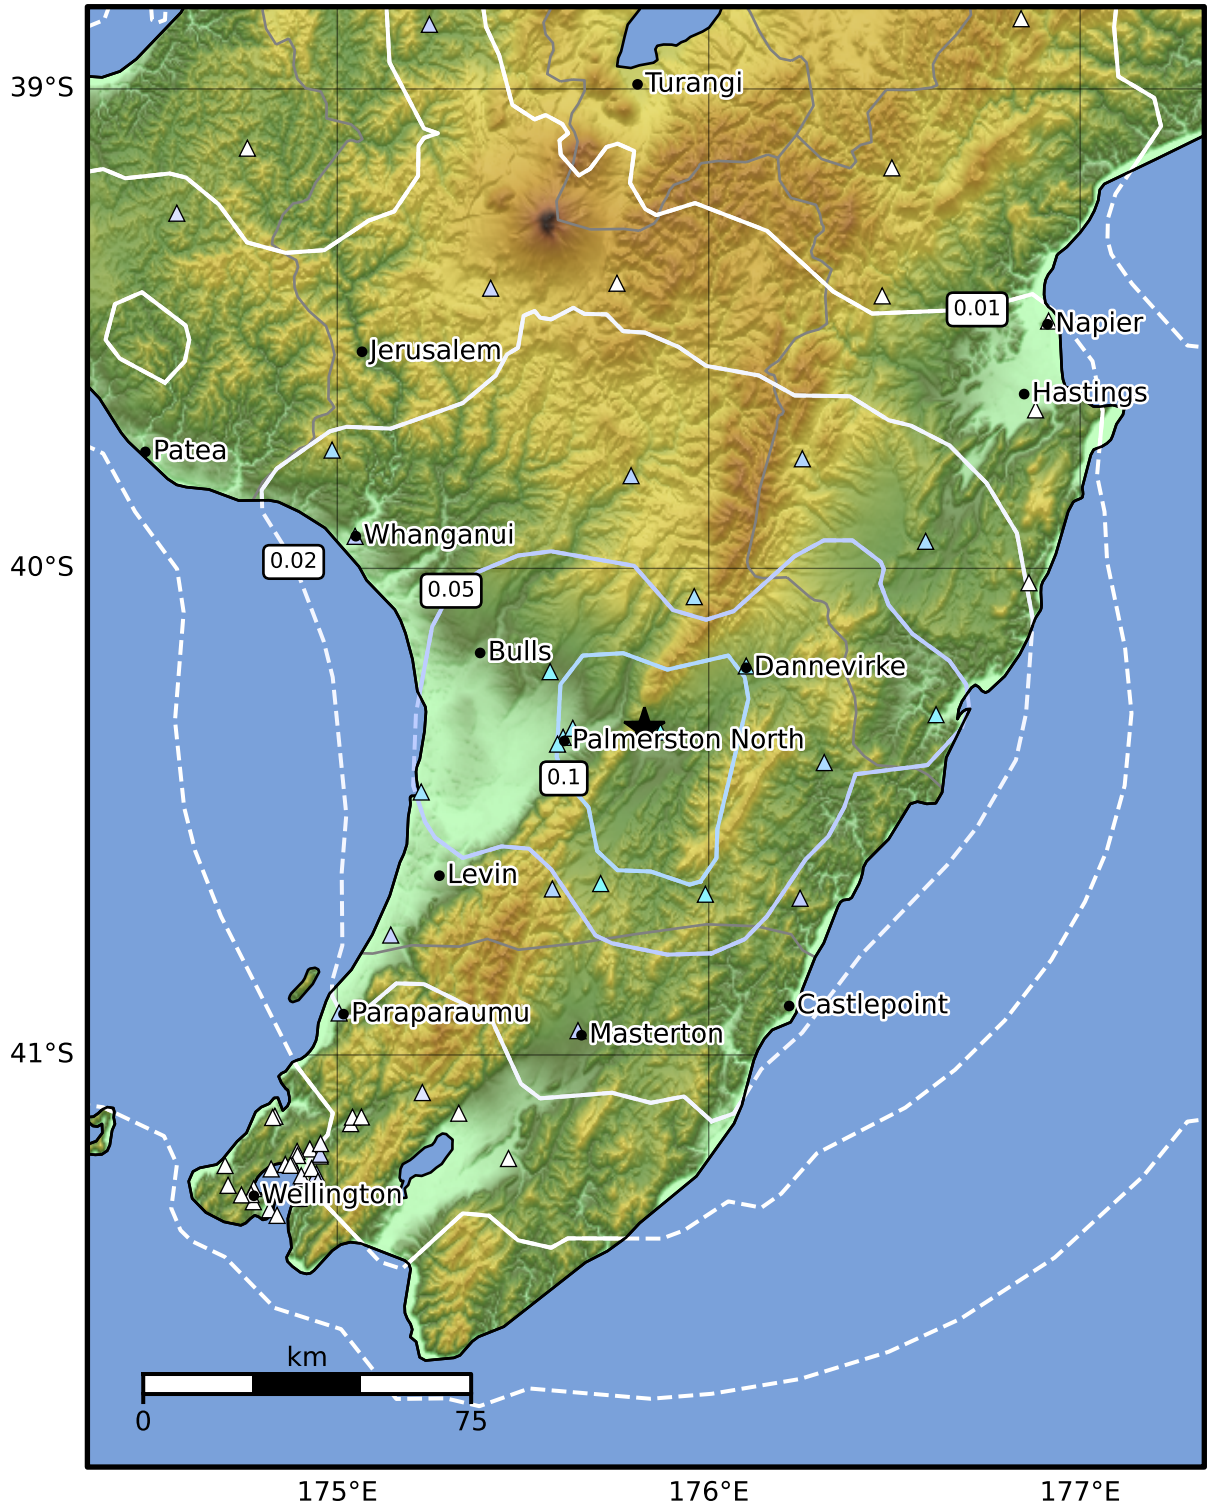 39°S
Turangi
0.01
Napier
Jerusalem
Hastings
Patea
Whanganui
0.02
40°S
0.05
Bulls
Dannevirke
Palmerston North
0.1
Levin
Castlepoint
Paraparaumu
Masterton
41°S
Wellington
km
0 75
175°E 176°E 177°E